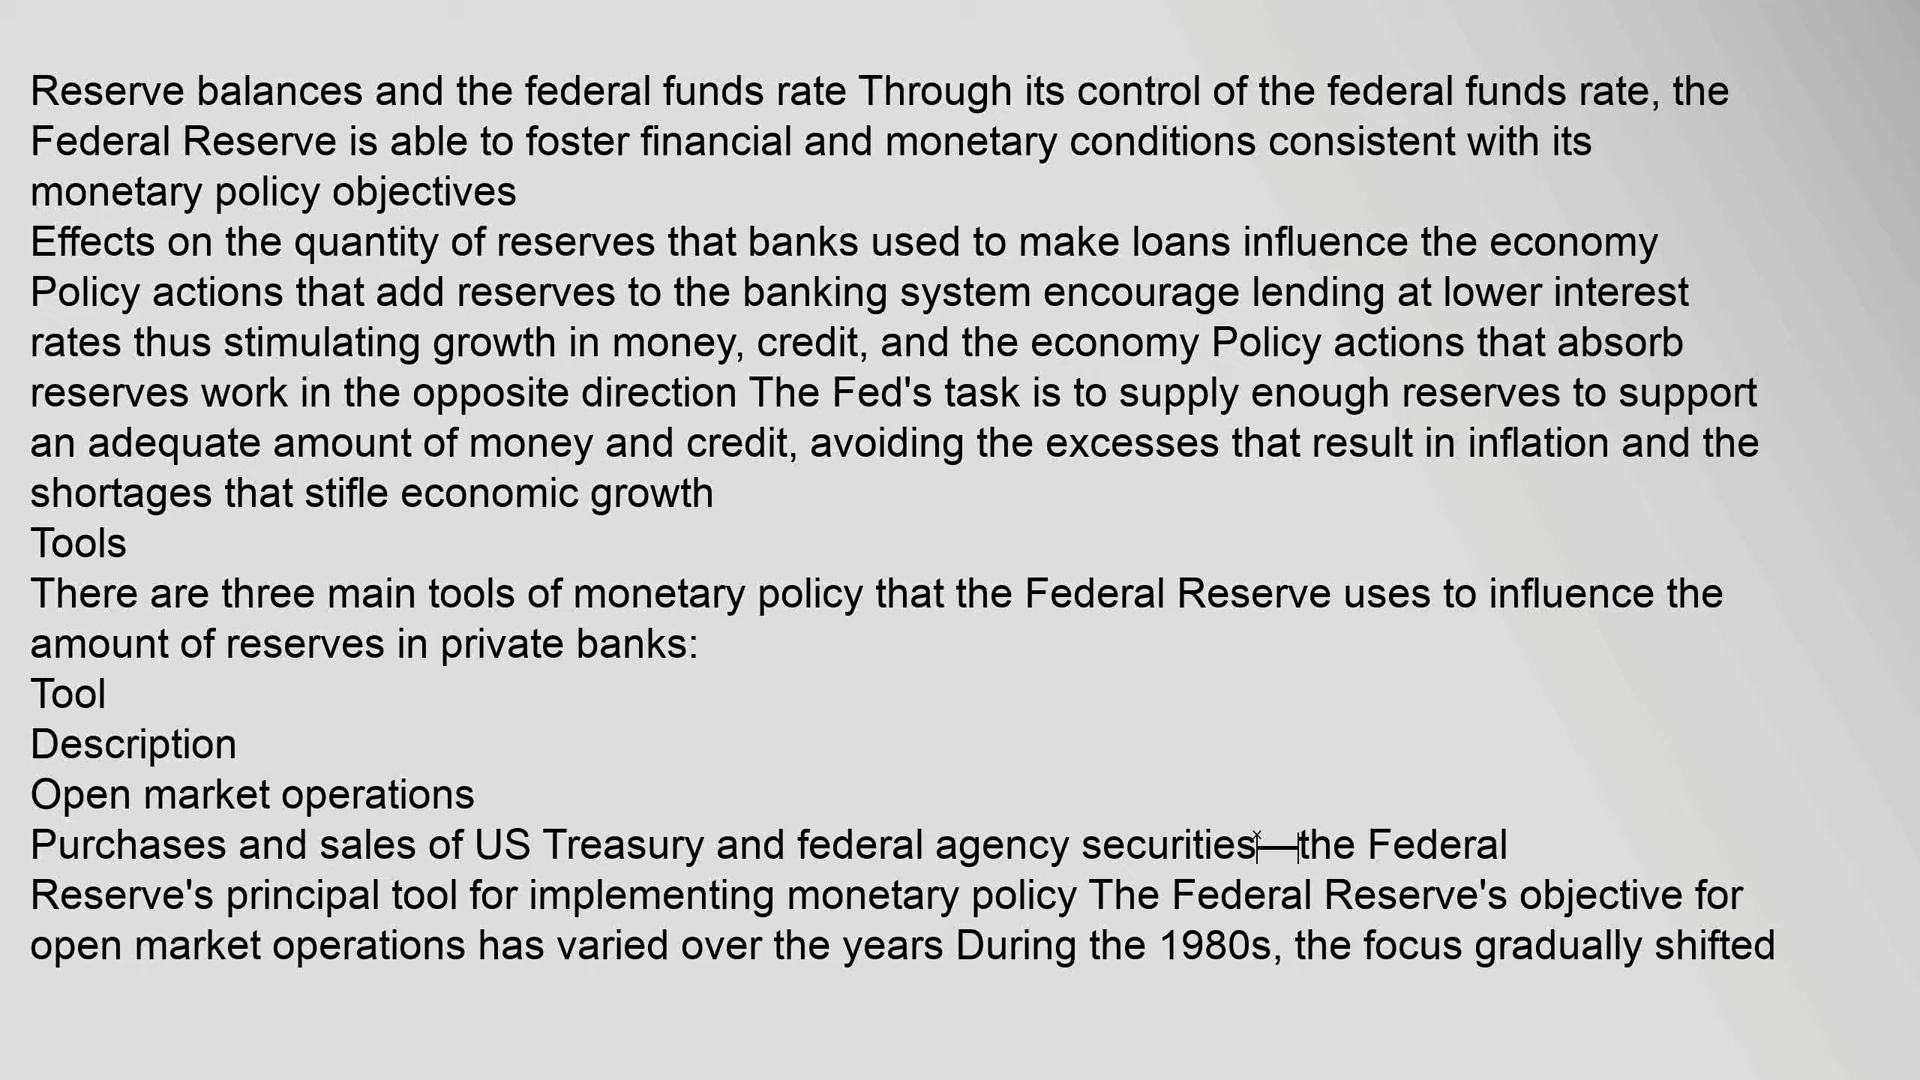 Reserve balances and the federal funds rate Through its control of the federal funds rate, the
Federal Reserve is able to foster financial and monetary conditions consistent with its
monetary policy objectives
Effects on the quantity of reserves that banks used to make loans influence the economy
Policy actions that add reserves to the banking system encourage lending at lower interest
rates thus stimulating growth in money, credit, and the economy Policy actions that absorb
reserves work in the opposite direction The Fed's task is to supply enough reserves to support
an adequate amount of money and credit, avoiding the excesses that result in inflation and the
shortages that stifle economic growth
Tools
There are three main tools of monetary policy that the Federal Reserve uses to influence the
amount of reserves in private banks:
Tool
Description
Open market operations
Purchases and sales of US Treasury and federal agency securities—the Federal
Reserve's principal tool for implementing monetary policy The Federal Reserve's objective for
open market operations has varied over the years During the 1980s, the focus gradually shifted